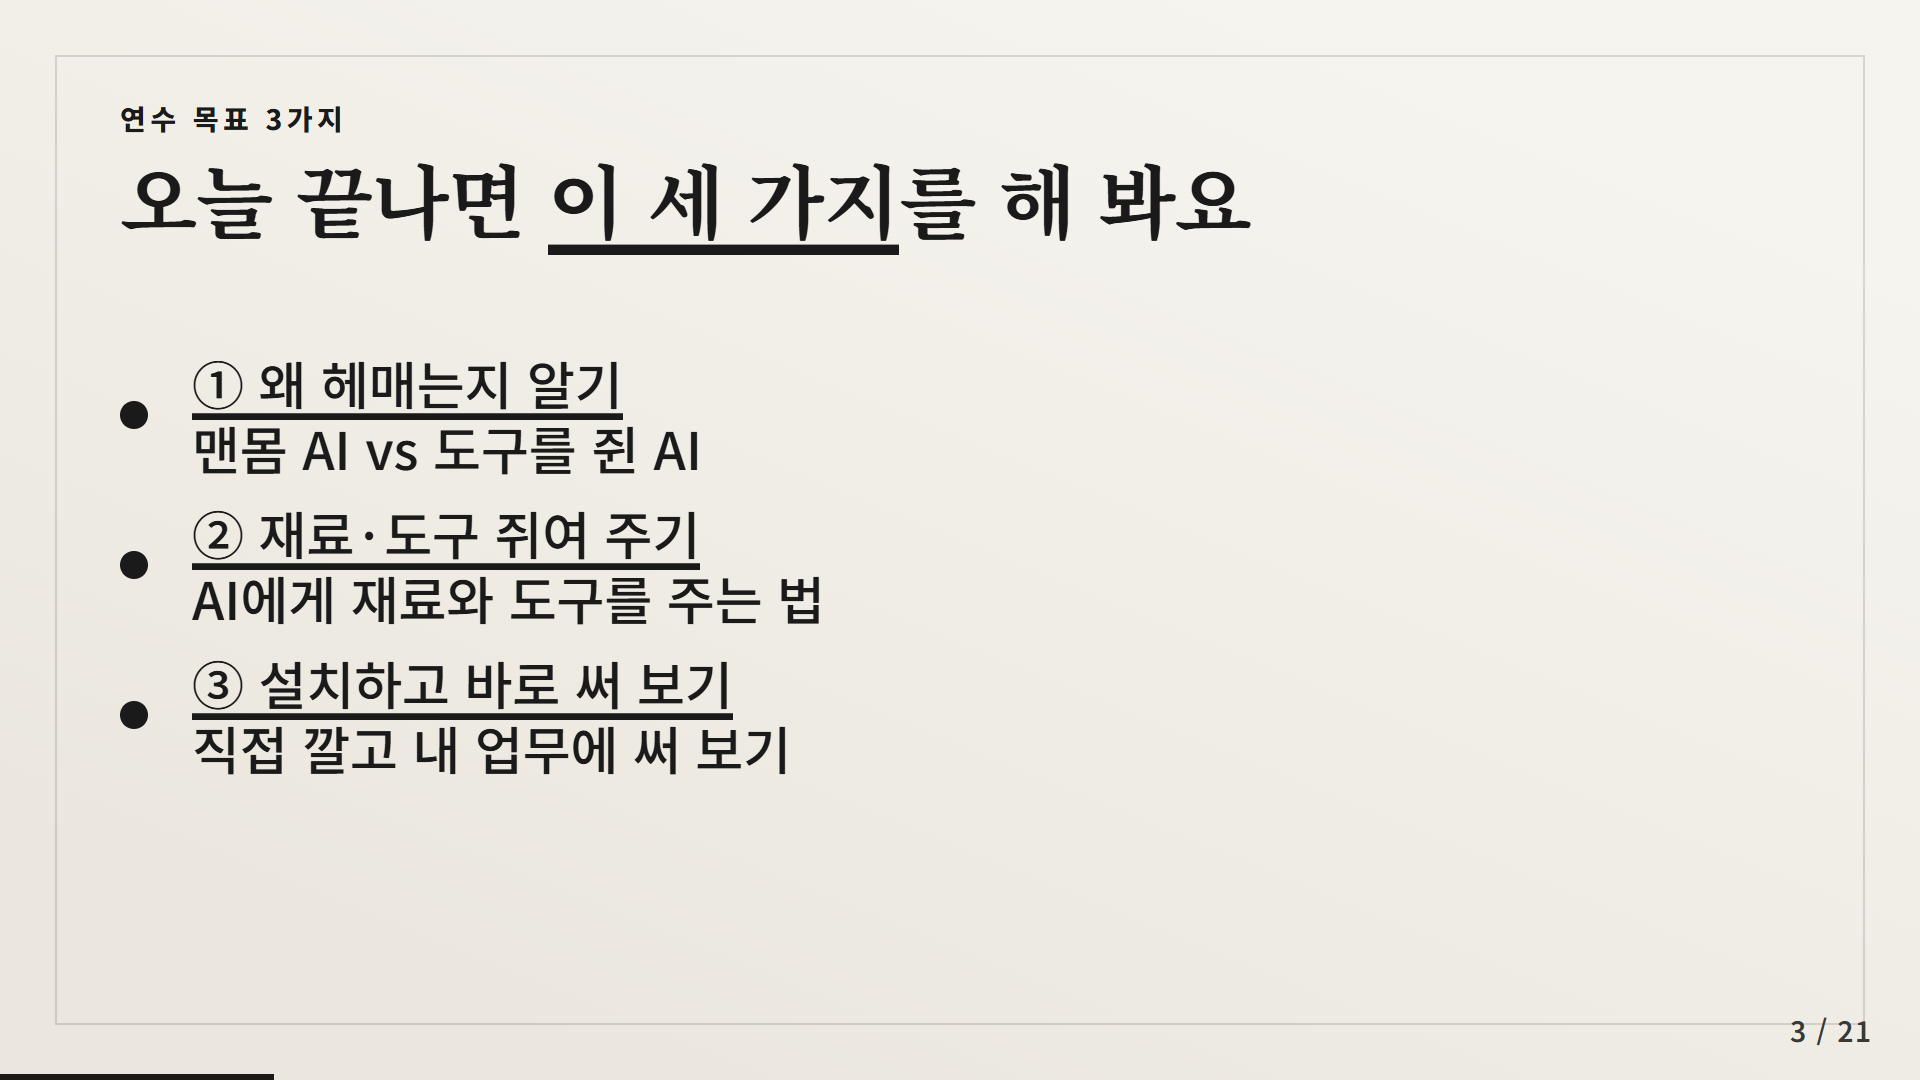 연수 목표 3가지
오늘 끝나면 이 세 가지를 해 봐요
① 왜 헤매는지 알기
맨몸 AI vs 도구를 쥔 AI
② 재료·도구 쥐여 주기
AI에게 재료와 도구를 주는 법
③ 설치하고 바로 써 보기
직접 깔고 내 업무에 써 보기
3 / 21